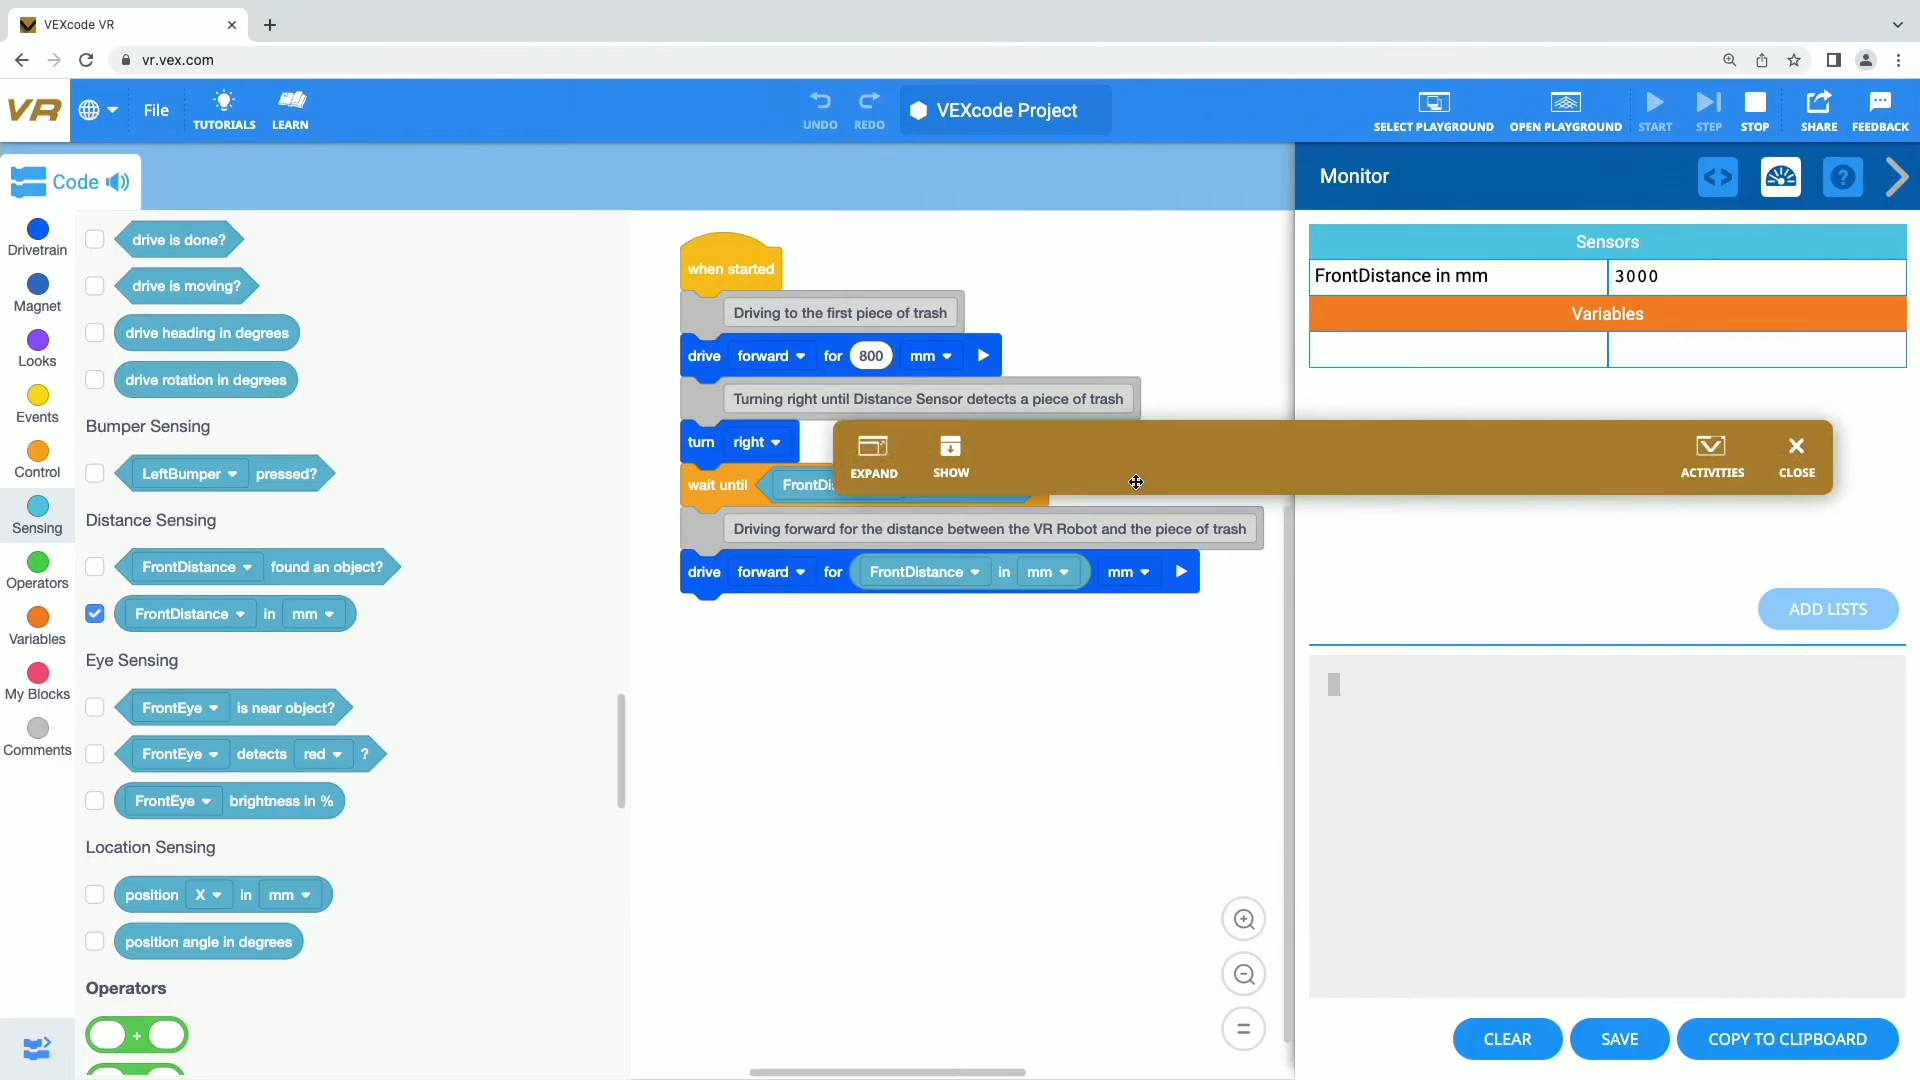 VEXcode VR
vr.vex.com
VR
File
TUTORIALS
LEARN
UNDO
REDO
VEXcode Project
SELECT PLAYGROUND
OPEN PLAYGROUND
START
STEP
STOP
SHARE
FEEDBACK
Code
Drivetrain
Magnet
Looks
Events
Control
Sensing
Operators
Variables
My Blocks
Comments
drive is done?
drive is moving?
drive heading in degrees
drive rotation in degrees
Bumper Sensing
LeftBumper pressed?
Distance Sensing
FrontDistance found an object?
FrontDistance in mm
Eye Sensing
FrontEye is near object?
FrontEye detects red ?
FrontEye brightness in %
Location Sensing
position X in mm
position angle in degrees
Operators
+
when started
Driving to the first piece of trash
drive forward for 800 mm
Turning right until Distance Sensor detects a piece of trash
turn right
wait until
Driving forward for the distance between the VR Robot and the piece of trash
drive forward for FrontDistance in mm mm
EXPAND
SHOW
ACTIVITIES
CLOSE
Monitor
Sensors
FrontDistance in mm 3000
Variables
ADD LISTS
CLEAR
SAVE
COPY TO CLIPBOARD